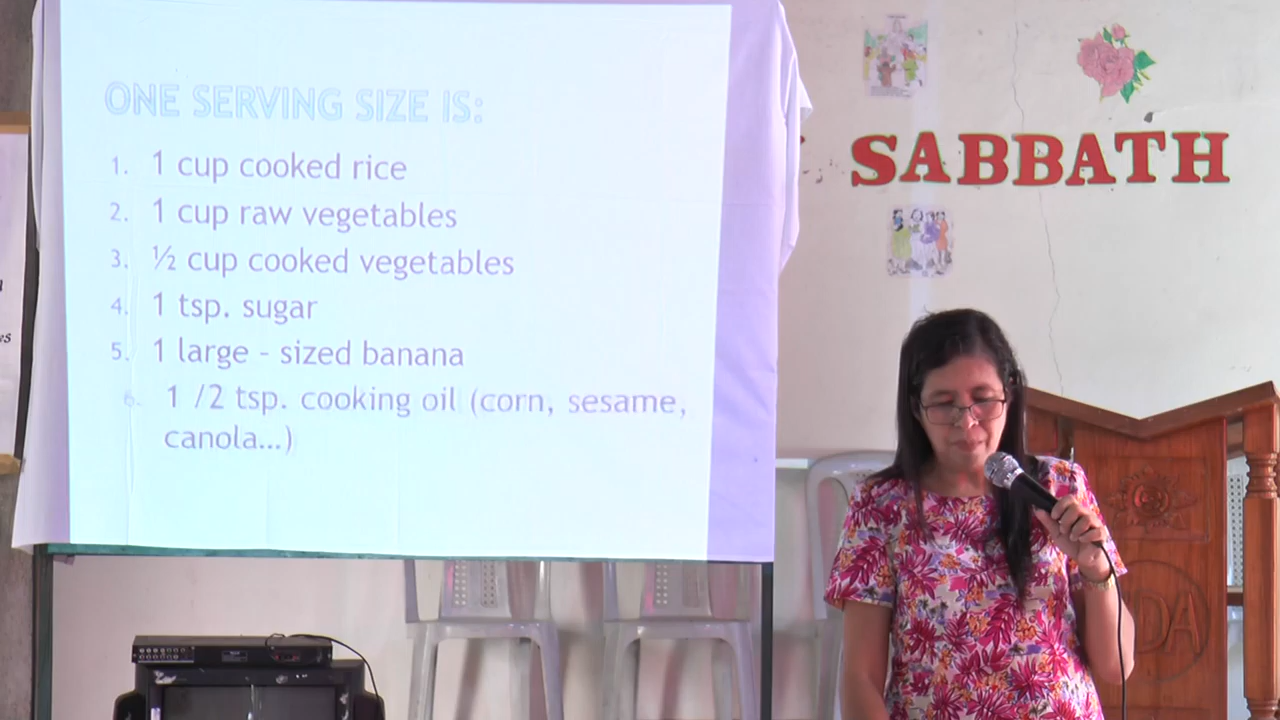 ONE SERVING SIZE IS:
1. 1 cup cooked rice
2. 1 cup raw vegetables
3. ½ cup cooked vegetables
4. 1 tsp. sugar
5. 1 large - sized banana
6. 1 /2 tsp. cooking oil (corn, sesame,
canola...)
SABBATH